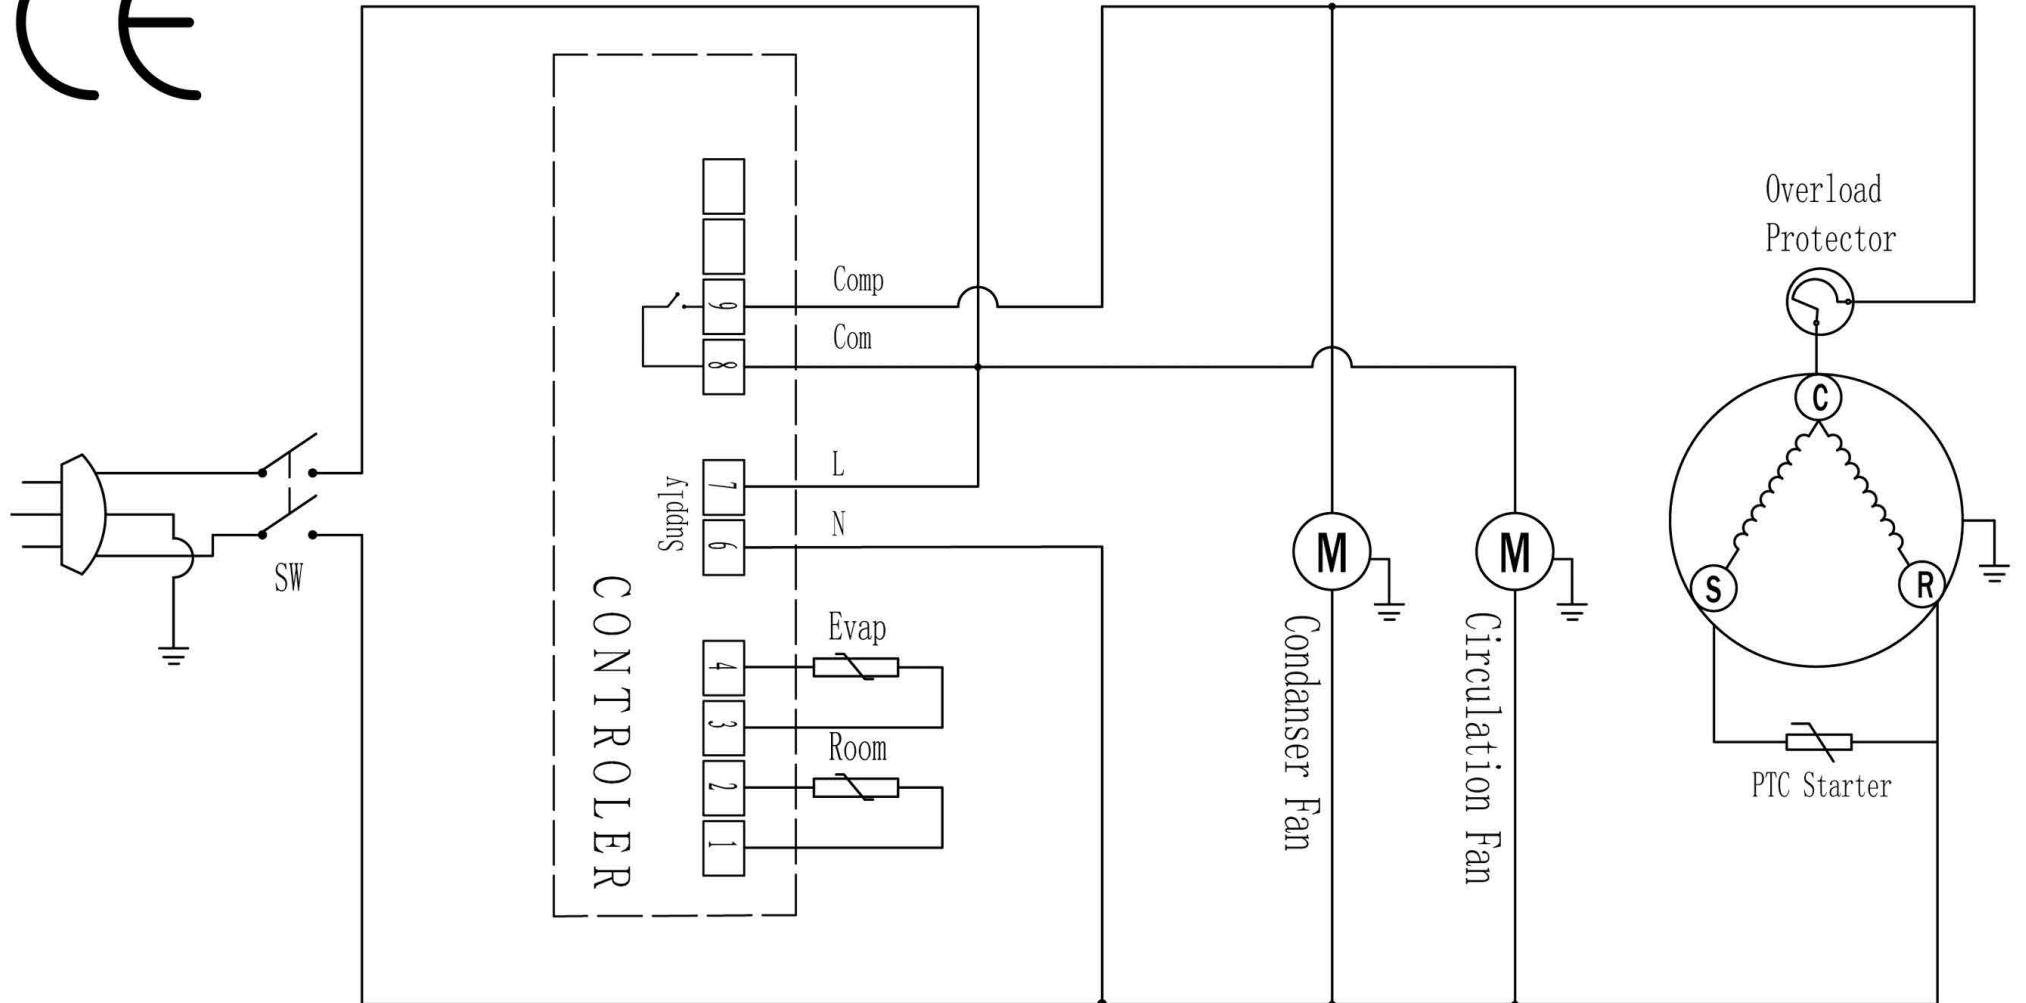 CE
Overload
Protector
Comp
9
Com
8
C
L
7
Supply
N
6
M
M
SW
S
R
CONTROLER
Evap
4
3
Condanser Fan
Circulation Fan
Room
2
PTC Starter
1